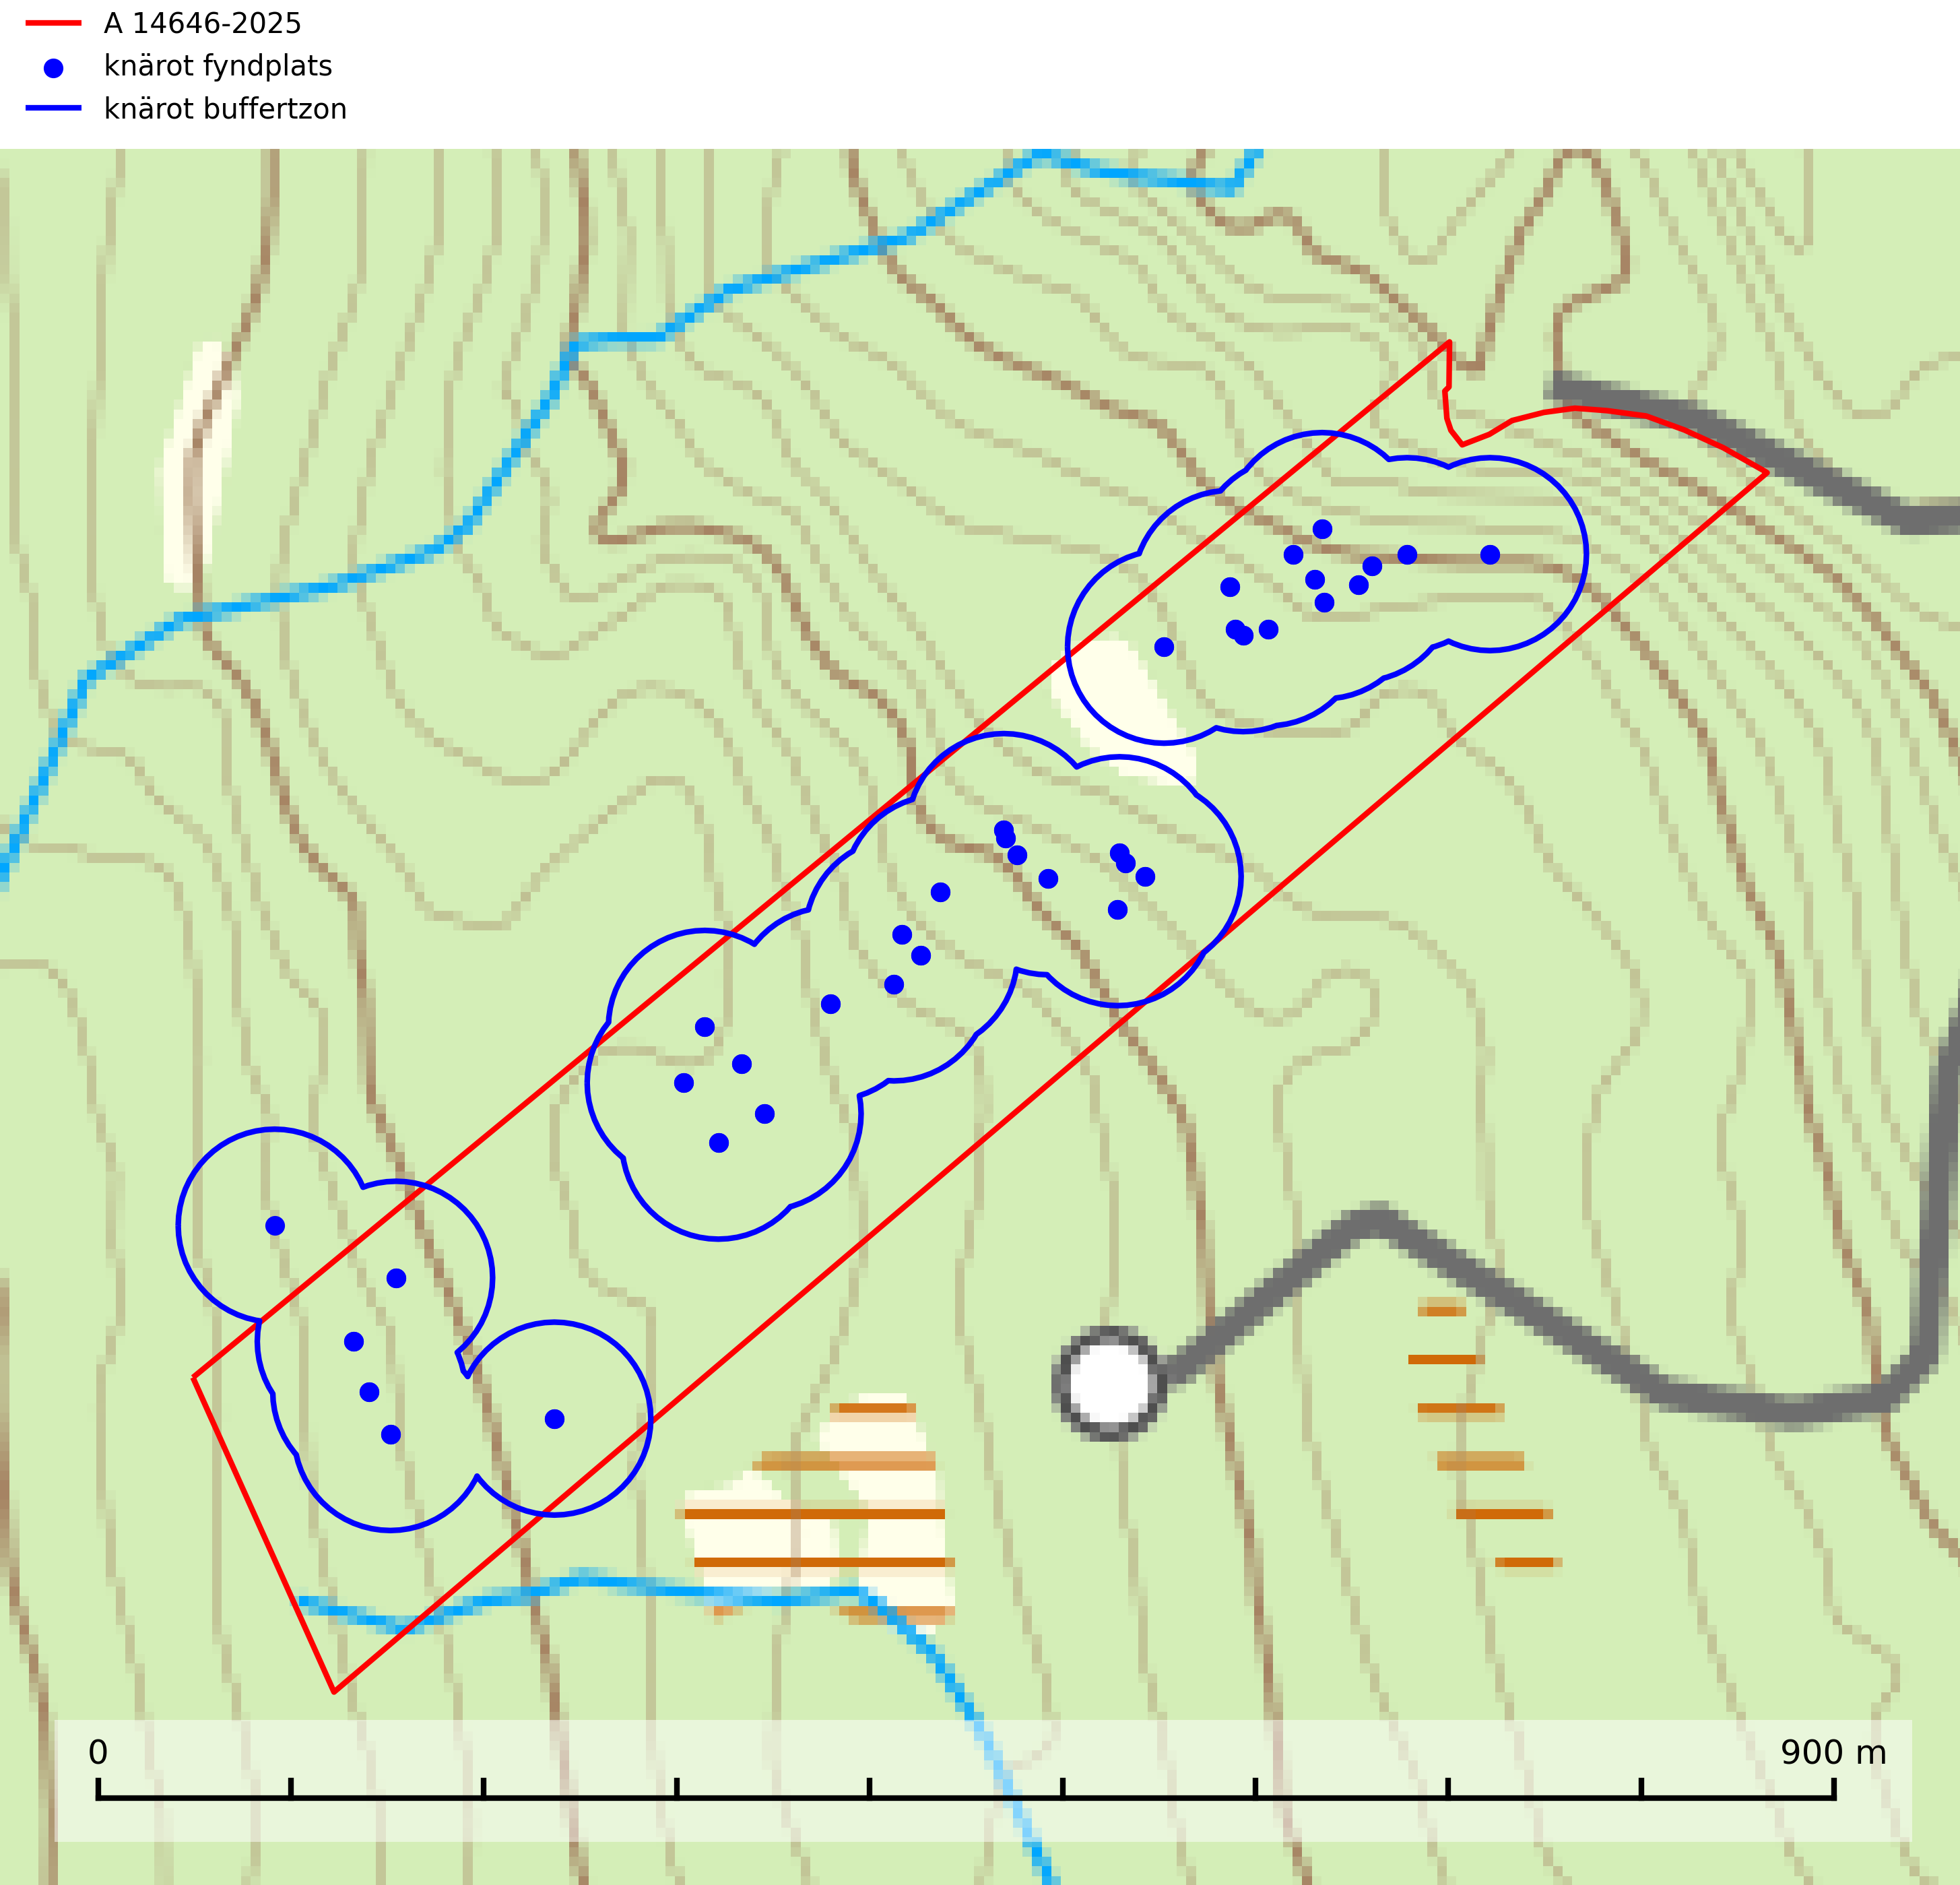 A 14646-2025
knärot fyndplats
knärot buffertzon
0
900 m